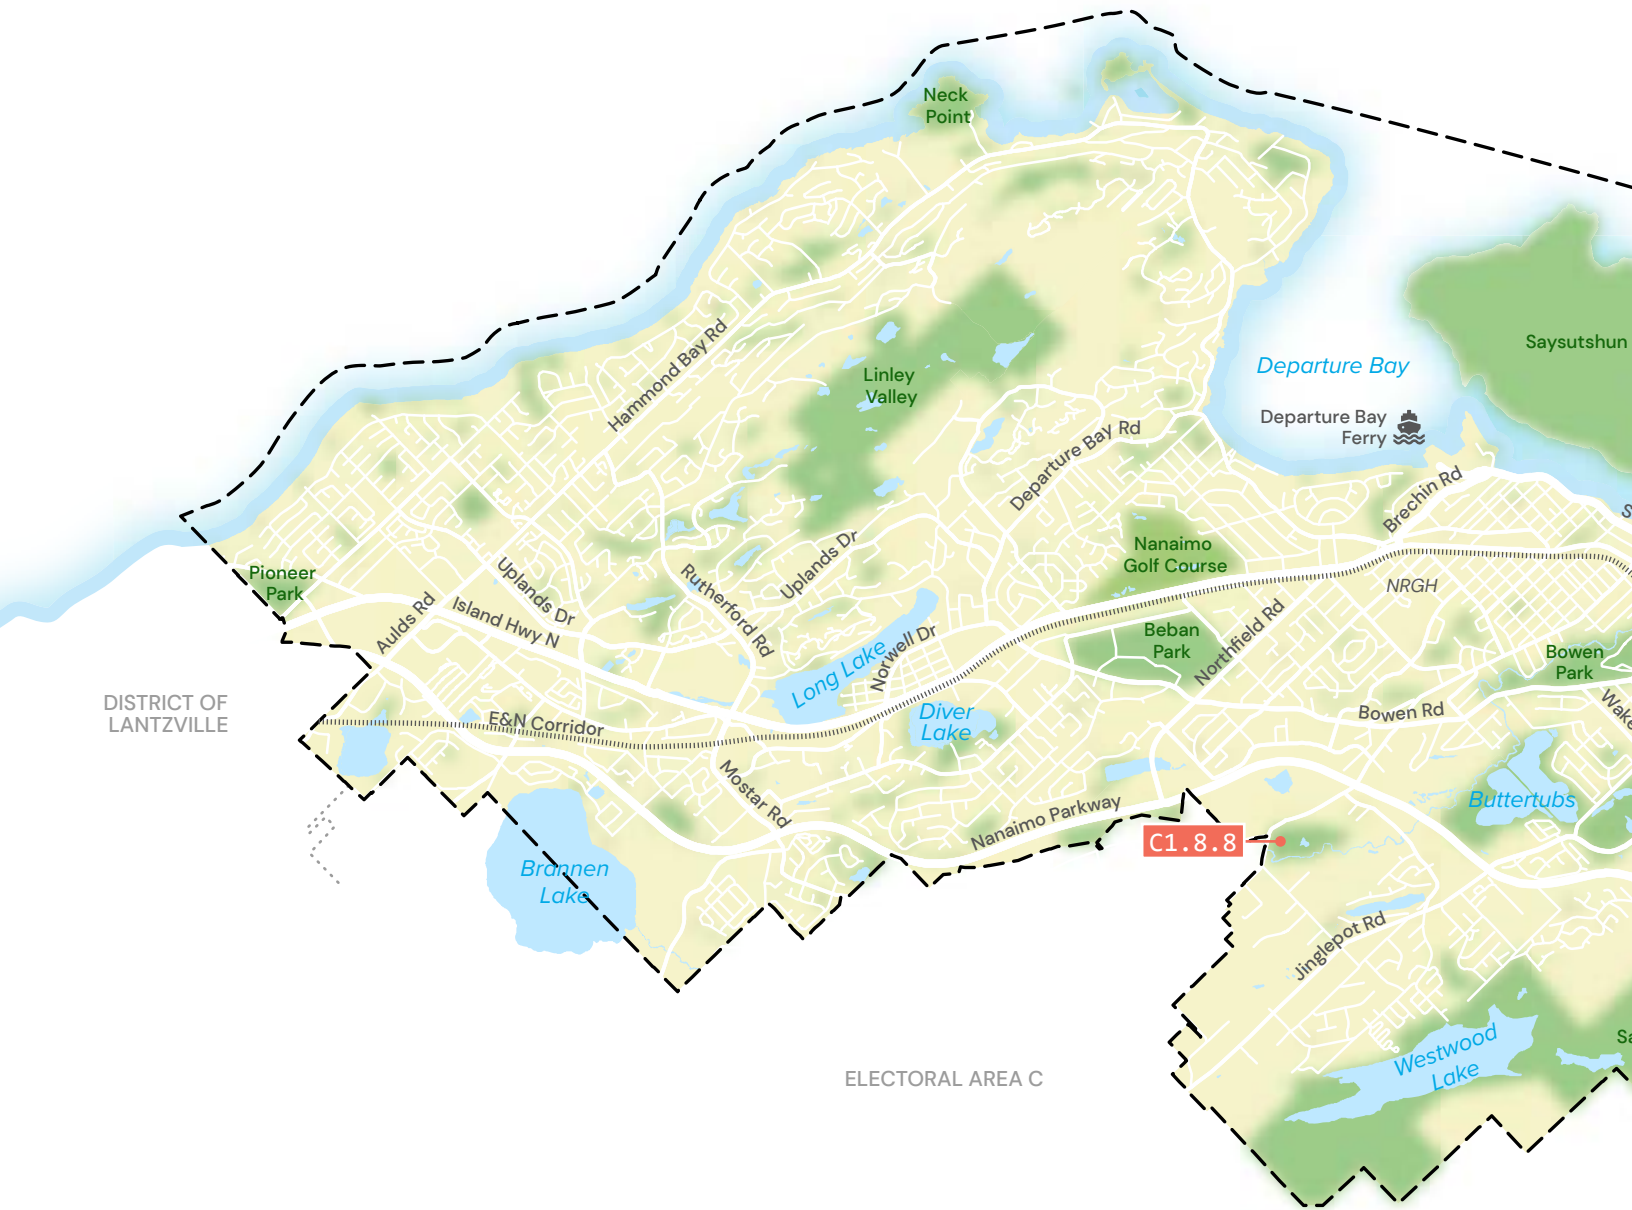 Neck
Point
Saysutshun
Hammond Bay Rd
Departure Bay
Linley
Valley
Departure Bay
Ferry
Departure Bay Rd
Brechin Rd
Nanaimo
Golf Course
Uplands Dr
Pioneer
Park
Uplands Dr
Rutherford Rd
NRGH
Island Hwy N
Aulds Rd
Beban
Park
Northfield Rd
Norwell Dr
Long Lake
Bowen
Park
DISTRICT OF
LANTZVILLE
E&N Corridor
Diver
Lake
Bowen Rd
Mostar Rd
Buttertubs
Nanaimo Parkway
C1.8.8
Brannen
Lake
Jinglepot Rd
Westwood
Lake
ELECTORAL AREA C